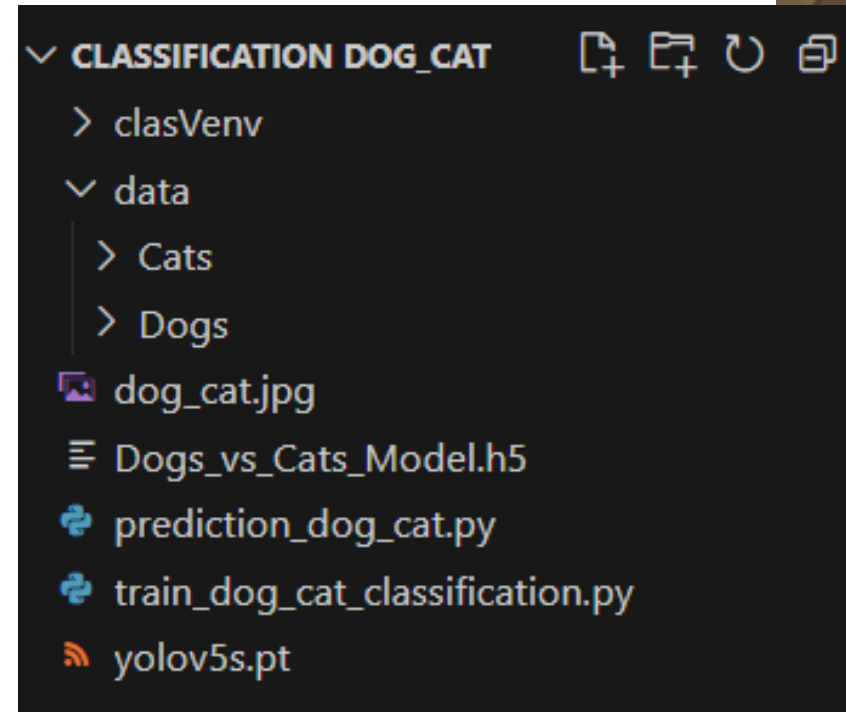 CLASSIFICATION DOG_CAT
clasVenv
data
Cats
Dogs
dog_cat.jpg
Dogs_vs_Cats_Model.h5
prediction_dog_cat.py
train_dog_cat_classification.py
yolov5s.pt